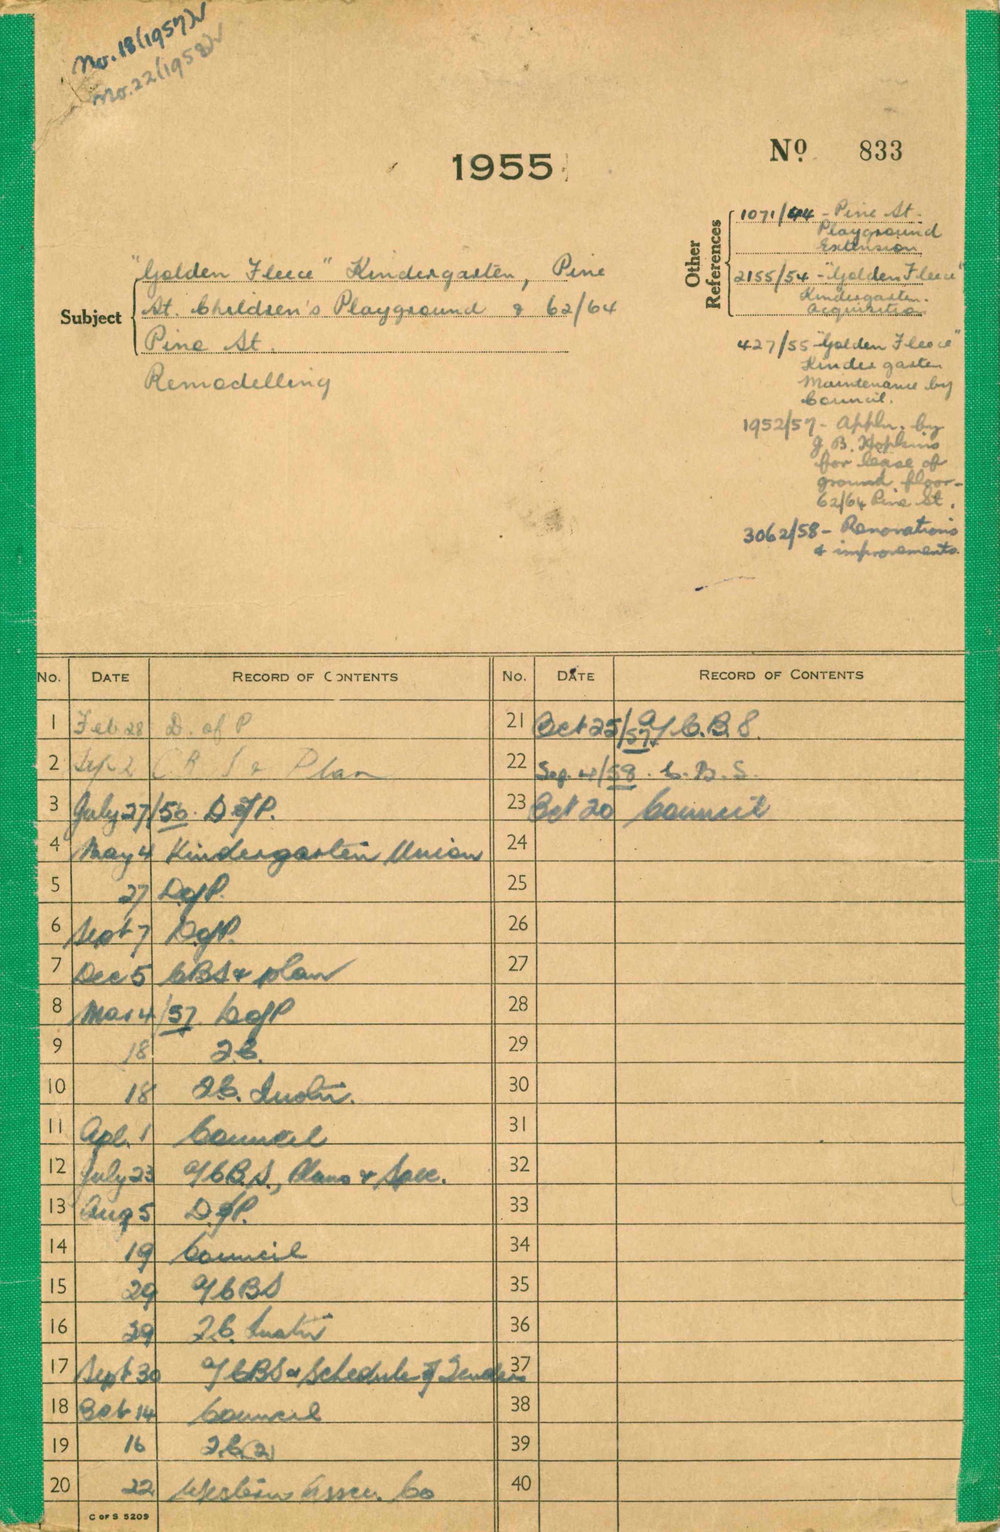 No. 18 (1957)
No. 22 (1958)
1955
No. 833
Other References
1071/44 - Pine St.
Playground
Extension
2155/54 - "Golden Fleece"
Kindergarten.
Acquisition
427/55 "Golden Fleece"
Kindergarten
Maintenance by
Council.
1952/57 - Appln. by
J. B. Hopkins
for lease of
ground floor -
62/64 Pine St.
3062/58 - Renovations
& improvements
Subject
"Golden Fleece" Kindergarten, Pine
St. Children's Playground & 62/64
Pine St.
Remodelling
No. DATE RECORD OF CONTENTS
1 Feb 28 D. of P
2 Sep 2 C.B.S & Plan
3 July 27/56. D of P.
4 May 4 Kindergarten Union
5 27 D of P.
6 Sept 7 D of P.
7 Dec 5 CBS & plan
8 Mar 4/57. D of P
9 18 T.C.
10 18 T.C. Instn.
11 Apl. 1 Council
12 July 23 A/C.B.S., Plans & Spec.
13 Aug 5 D of P.
14 19 Council
15 29 A/CBS
16 29 T.C. Instn
17 Sept 30 A/CBS & Schedule of Tenders
18 Oct 14 Council
19 16 T.C. (2)
20 22 Western Assce. Co
C OF S 5209
No. DATE RECORD OF CONTENTS
21 Oct 25/57 A/C.B.S.
22 Sep. 4/58. C.B.S.
23 Oct 20 Council
24
25
26
27
28
29
30
31
32
33
34
35
36
37
38
39
40